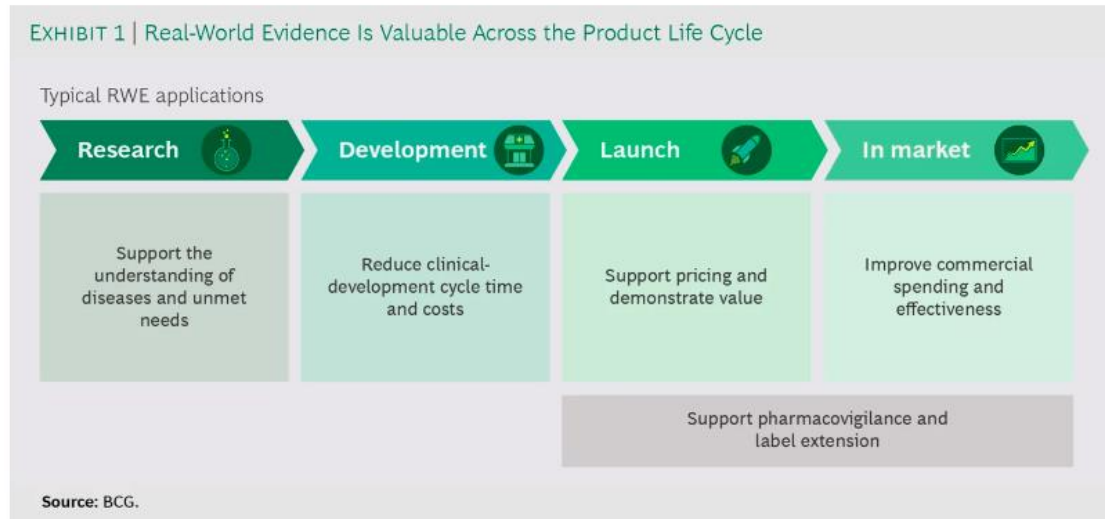 EXHIBIT 1 | Real-World Evidence Is Valuable Across the Product Life Cycle
Typical RWE applications
Research
Development
Launch
In market
Support the
understanding of
diseases and unmet
needs
Reduce clinical-
development cycle time
and costs
Support pricing and
demonstrate value
Improve commercial
spending and
effectiveness
Support pharmacovigilance and
label extension
Source: BCG.